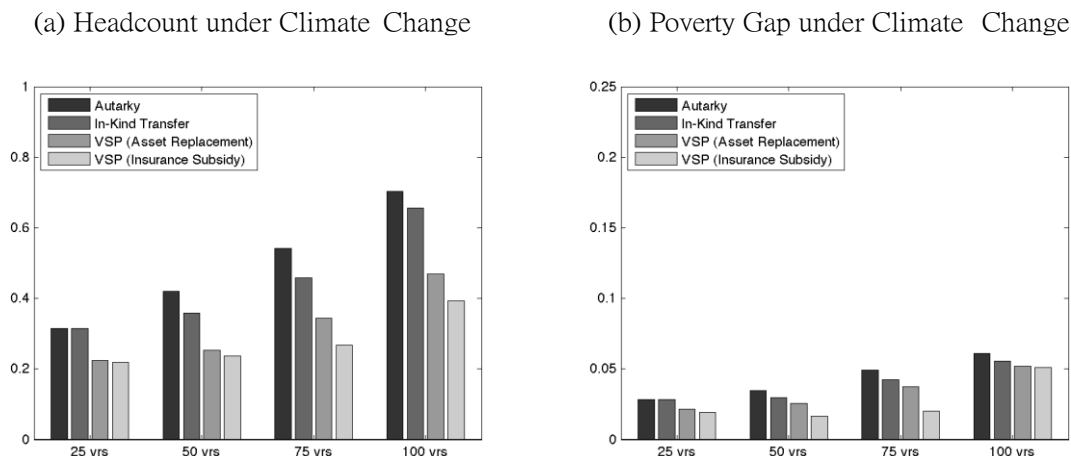 (a) Headcount under Climate Change
1
0.8
0.6
0.4
0.2
0
Autarky
In-Kind Transfer
VSP (Asset Replacement)
VSP (Insurance Subsidy)
25 yrs 50 yrs 75 yrs 100 yrs
(b) Poverty Gap under Climate Change
0.25
0.2
0.15
0.1
0.05
0
Autarky
In-Kind Transfer
VSP (Asset Replacement)
VSP (Insurance Subsidy)
25 yrs 50 yrs 75 yrs 100 yrs